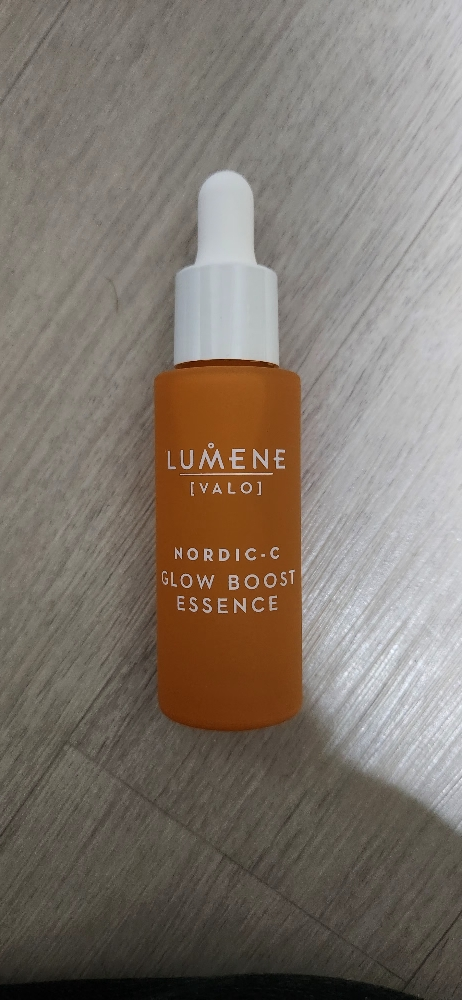 LUMENE
[VALO]
NORDIC-C
GLOW BOOST
ESSENCE